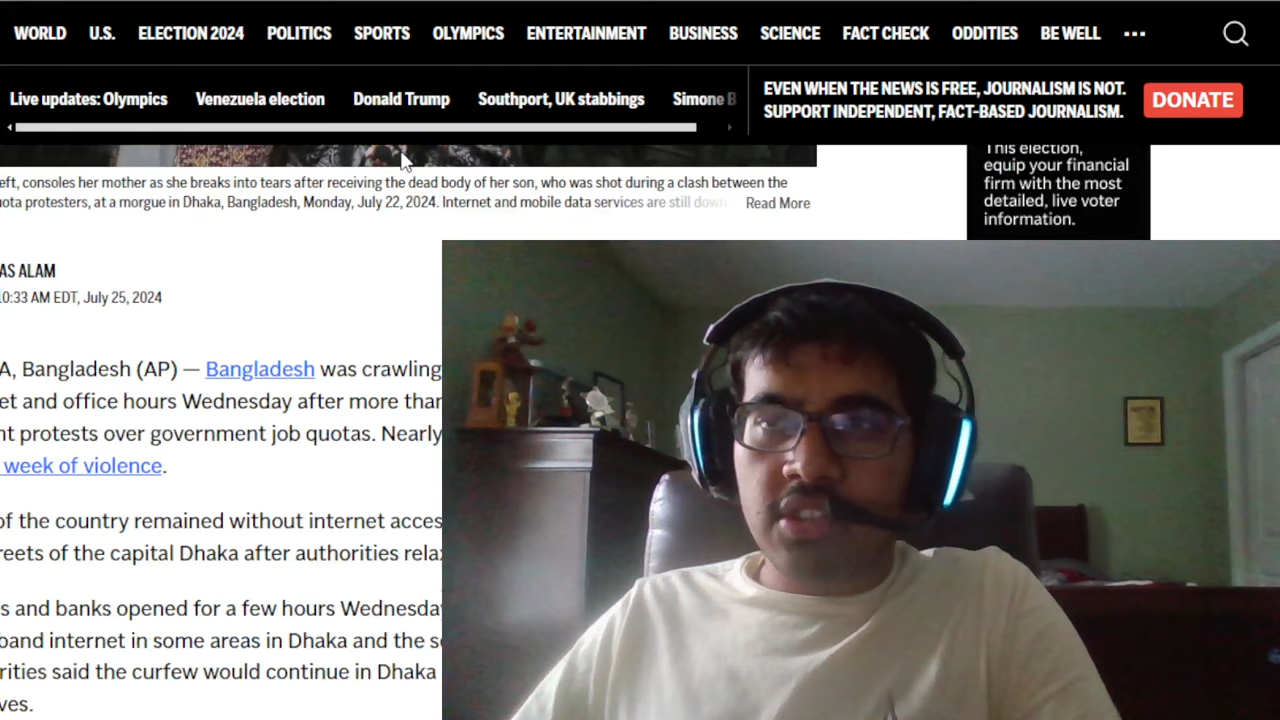 WORLD U.S. ELECTION 2024 POLITICS SPORTS OLYMPICS ENTERTAINMENT BUSINESS SCIENCE FACT CHECK ODDITIES BE WELL ...
Live updates: Olympics Venezuela election Donald Trump Southport, UK stabbings Simone B
EVEN WHEN THE NEWS IS FREE, JOURNALISM IS NOT.
SUPPORT INDEPENDENT, FACT-BASED JOURNALISM.
DONATE
This election,
equip your financial
firm with the most
detailed, live voter
information.
eft, consoles her mother as she breaks into tears after receiving the dead body of her son, who was shot during a clash between the
uota protesters, at a morgue in Dhaka, Bangladesh, Monday, July 22, 2024. Internet and mobile data services are still down Read More
AS ALAM
10:33 AM EDT, July 25, 2024
A, Bangladesh (AP) — Bangladesh was crawling
et and office hours Wednesday after more than
nt protests over government job quotas. Nearly
week of violence.
of the country remained without internet acces
reets of the capital Dhaka after authorities rela
s and banks opened for a few hours Wednesday
band internet in some areas in Dhaka and the se
rities said the curfew would continue in Dhaka
ves.